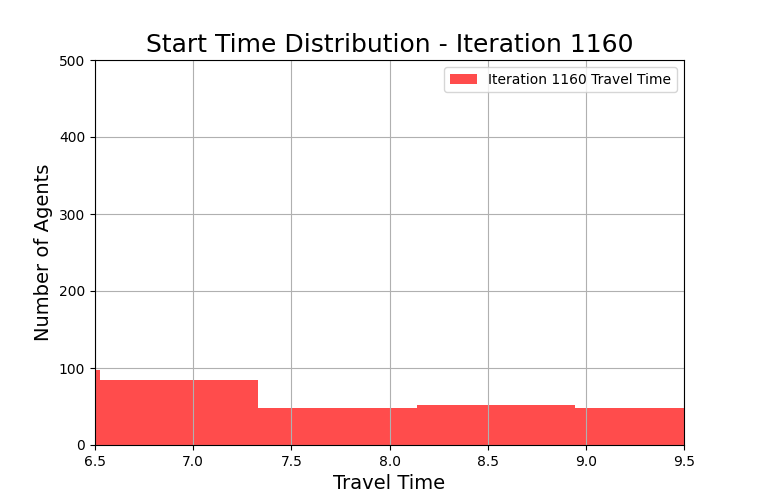 Start Time Distribution - Iteration 1160
Iteration 1160 Travel Time
Number of Agents
500
400
300
200
100
0
6.5 7.0 7.5 8.0 8.5 9.0 9.5
Travel Time